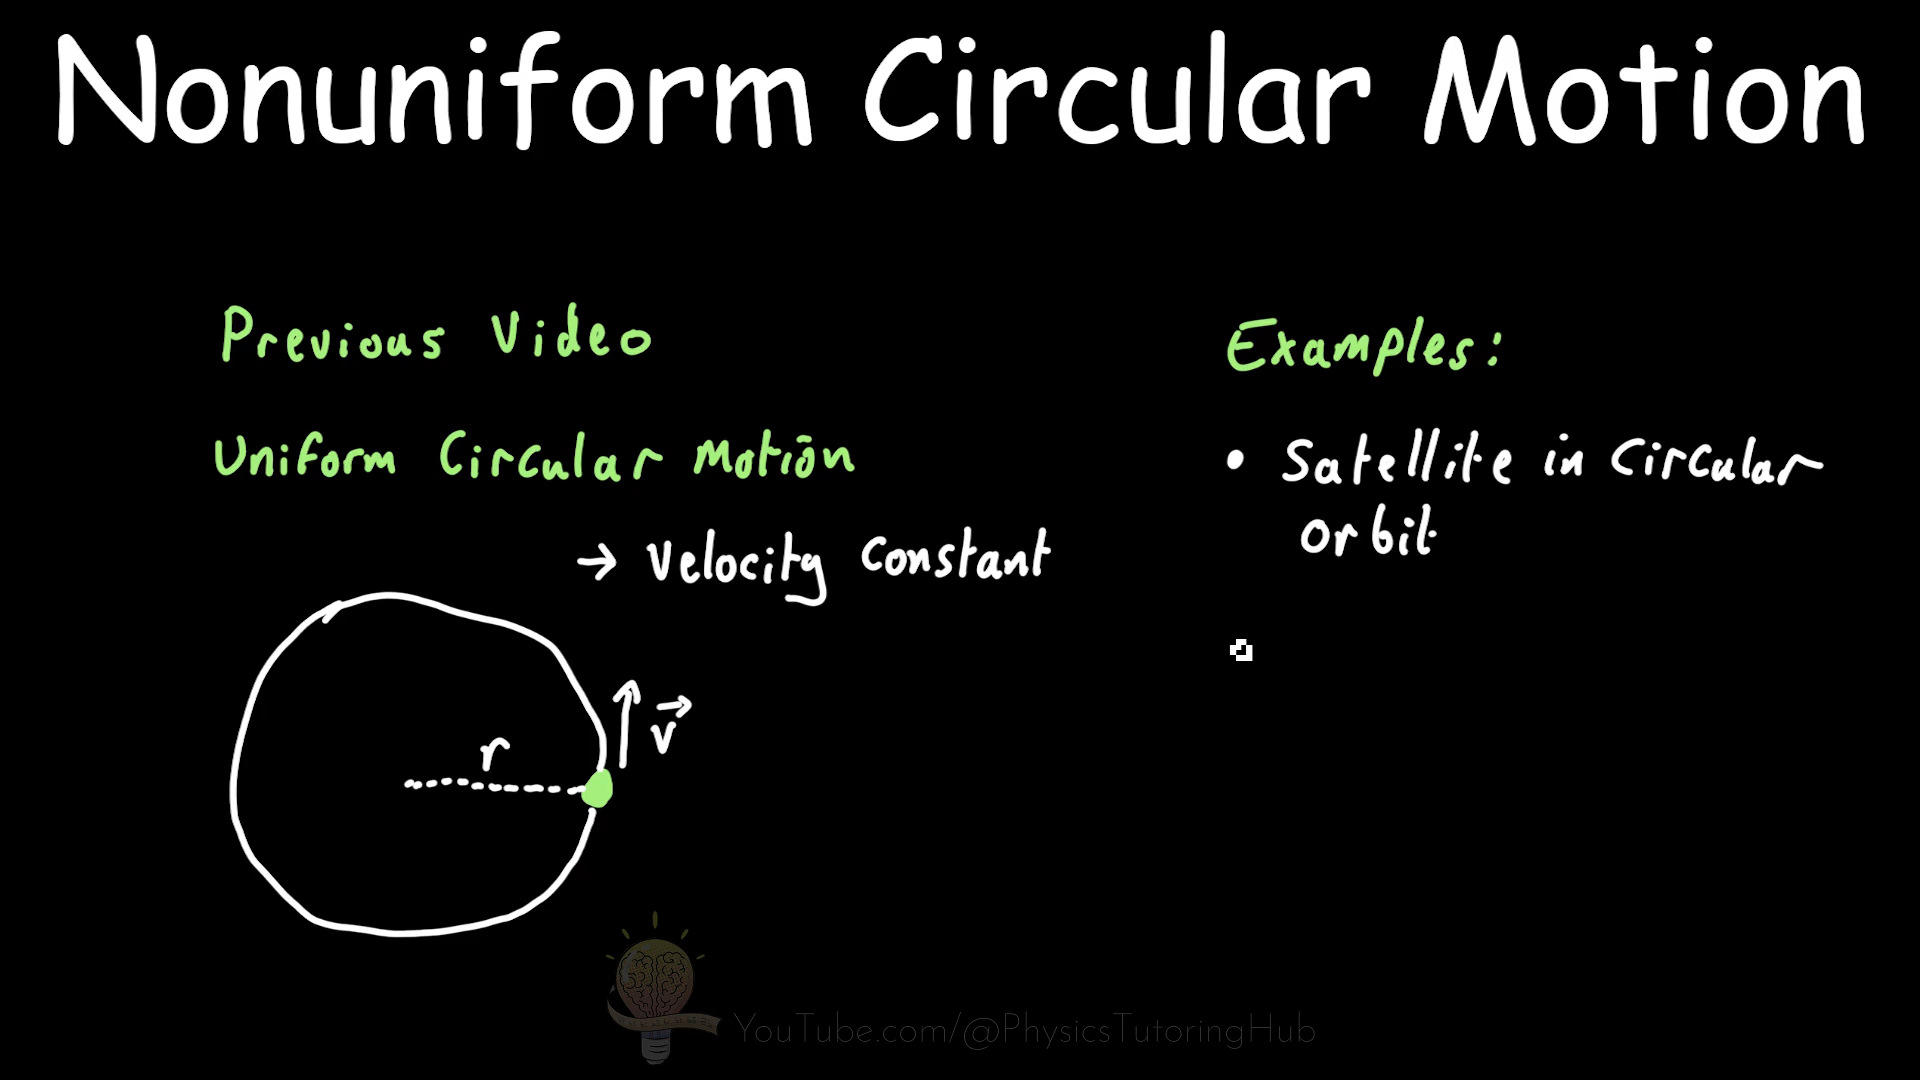 Nonuniform Circular Motion
Previous Video
Uniform Circular Motion
→ Velocity Constant
r
v
Examples:
• Satellite in Circular
Orbit
YouTube.com/@PhysicsTutoringHub